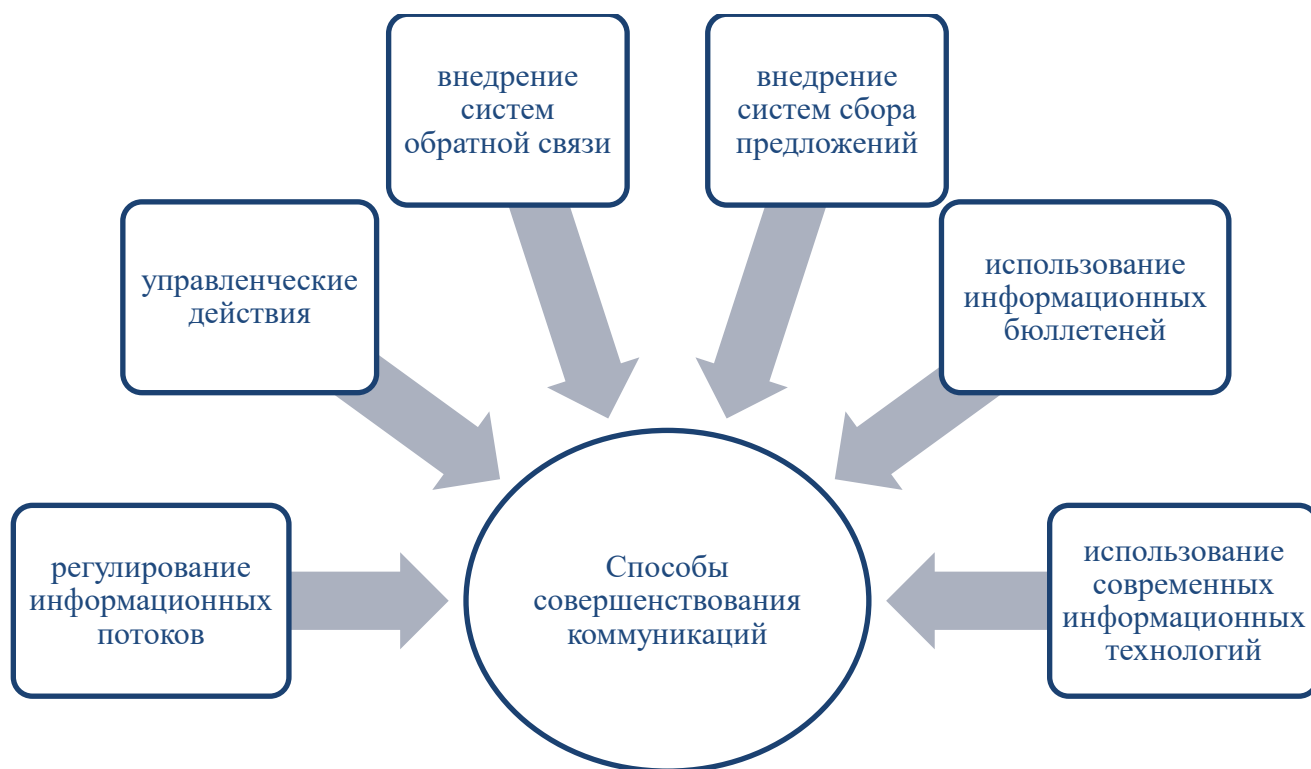 внедрение
систем
обратной связи
внедрение
систем сбора
предложений
управленческие
действия
использование
информационных
бюллетеней
регулирование
информационных
потоков
Способы
совершенствования
коммуникаций
использование
современных
информационных
технологий